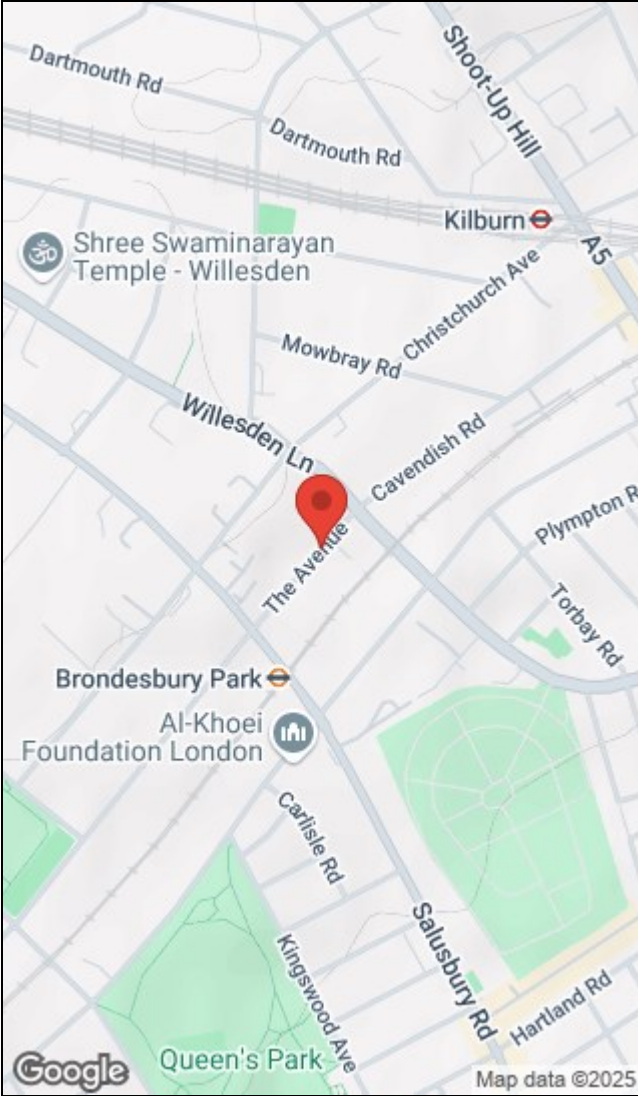 Dartmouth Rd
Shoot-Up Hill
Dartmouth Rd
Kilburn
A5
Shree Swaminarayan
Temple - Willesden
Christchurch Ave
Mowbray Rd
Willesden Ln
Cavendish Rd
Plympton R
The Avenue
Torbay Rd
Brondesbury Park
Al-Khoei
Foundation London
Carlisle Rd
Salusbury Rd
Kingswood Ave
Hartland Rd
Queen's Park
Google
Map data ©2025